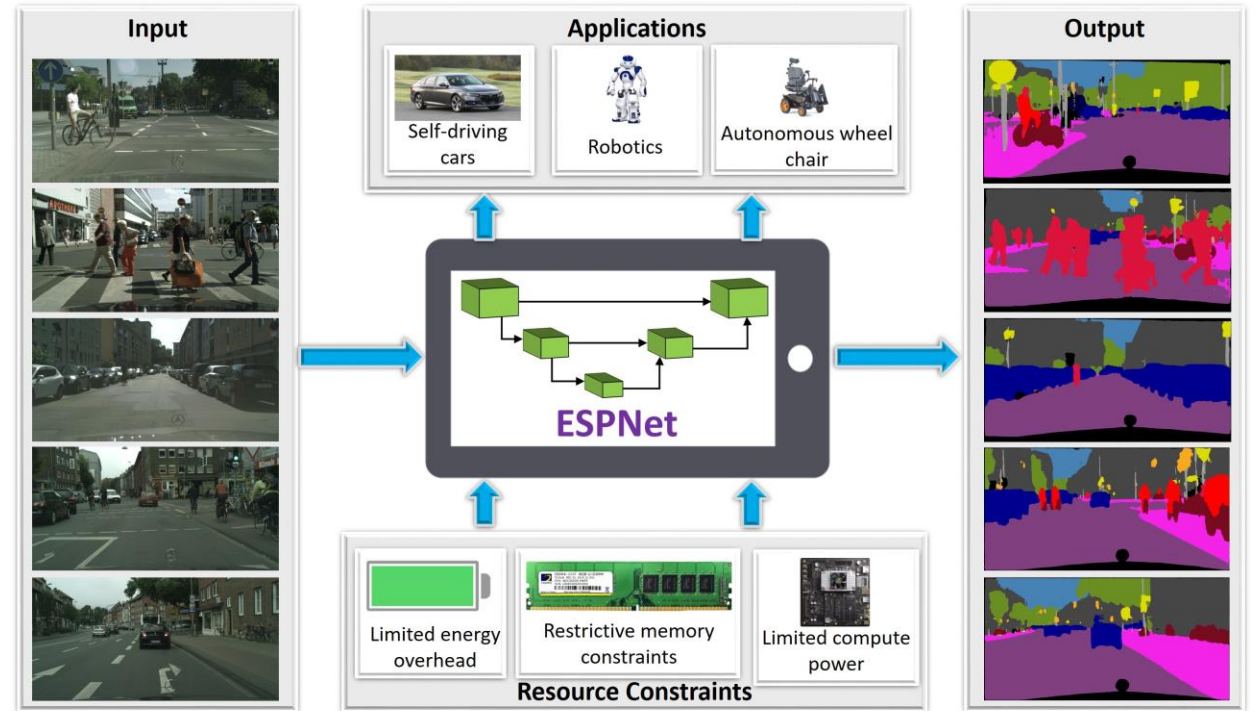 Input
Applications
Output
Self-driving
cars
Robotics
Autonomous wheel
chair
ESPNet
Limited energy
overhead
Restrictive memory
constraints
Limited compute
power
Resource Constraints